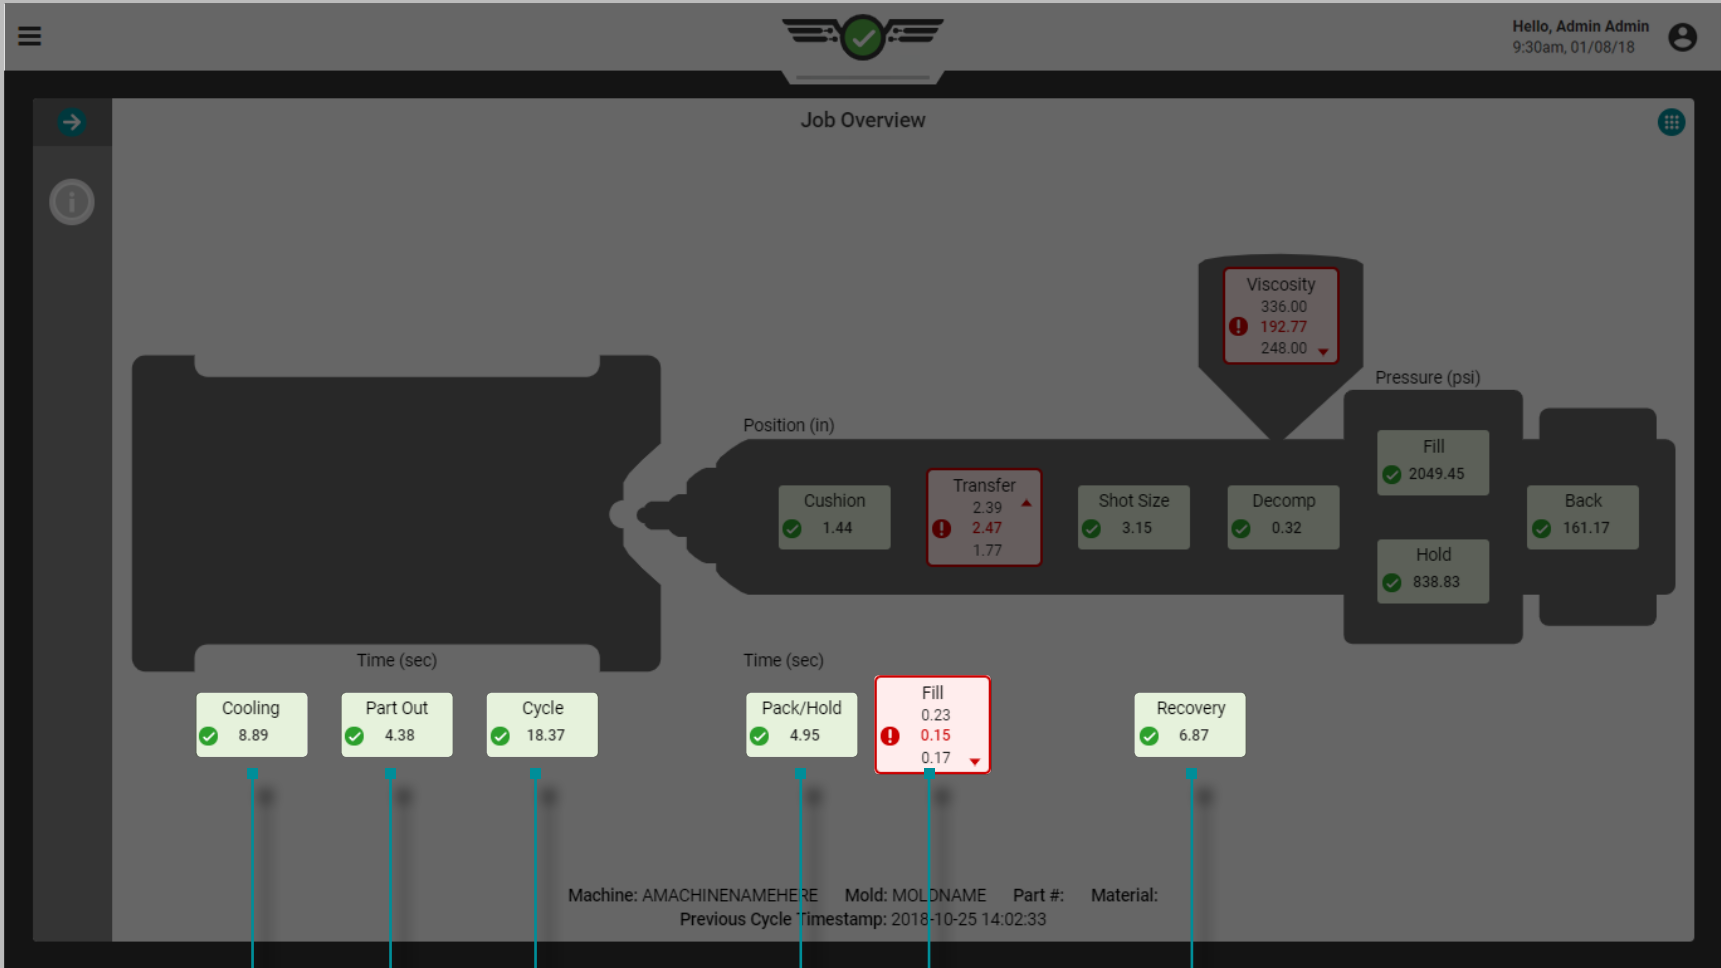 Hello, Admin Admin
9:30am, 01/08/18
Job Overview
Viscosity
336.00
192.77
248.00
Pressure (psi)
Position (in)
Fill
2049.45
Cushion
1.44
Transfer
2.39
2.47
1.77
Shot Size
3.15
Decomp
0.32
Back
161.17
Hold
838.83
Time (sec)
Time (sec)
Cooling
8.89
Part Out
4.38
Cycle
18.37
Pack/Hold
4.95
Fill
0.23
0.15
0.17
Recovery
6.87
Machine: AMACHINENAMEHERE Mold: MOLDNAME Part #: Material:
Previous Cycle Timestamp: 2018-10-25 14:02:33